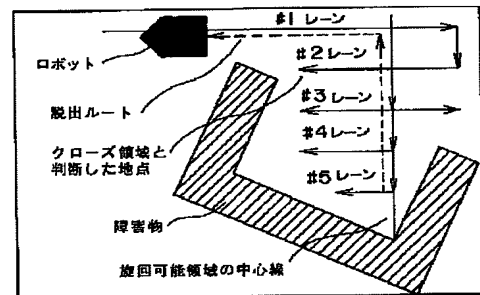 #1 レーン
ロボット
#2 レーン
脱出ルート
#3 レーン
クローズ領域と
判断した地点
#4 レーン
#5 レーン
障害物
旋回可能領域の中心線